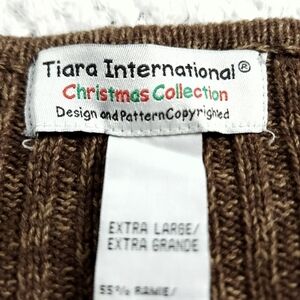 Tiara International®
Christmas Collection
Design and Pattern Copyrighted
EXTRA LARGE/
EXTRA GRANDE
55% RAMIE/